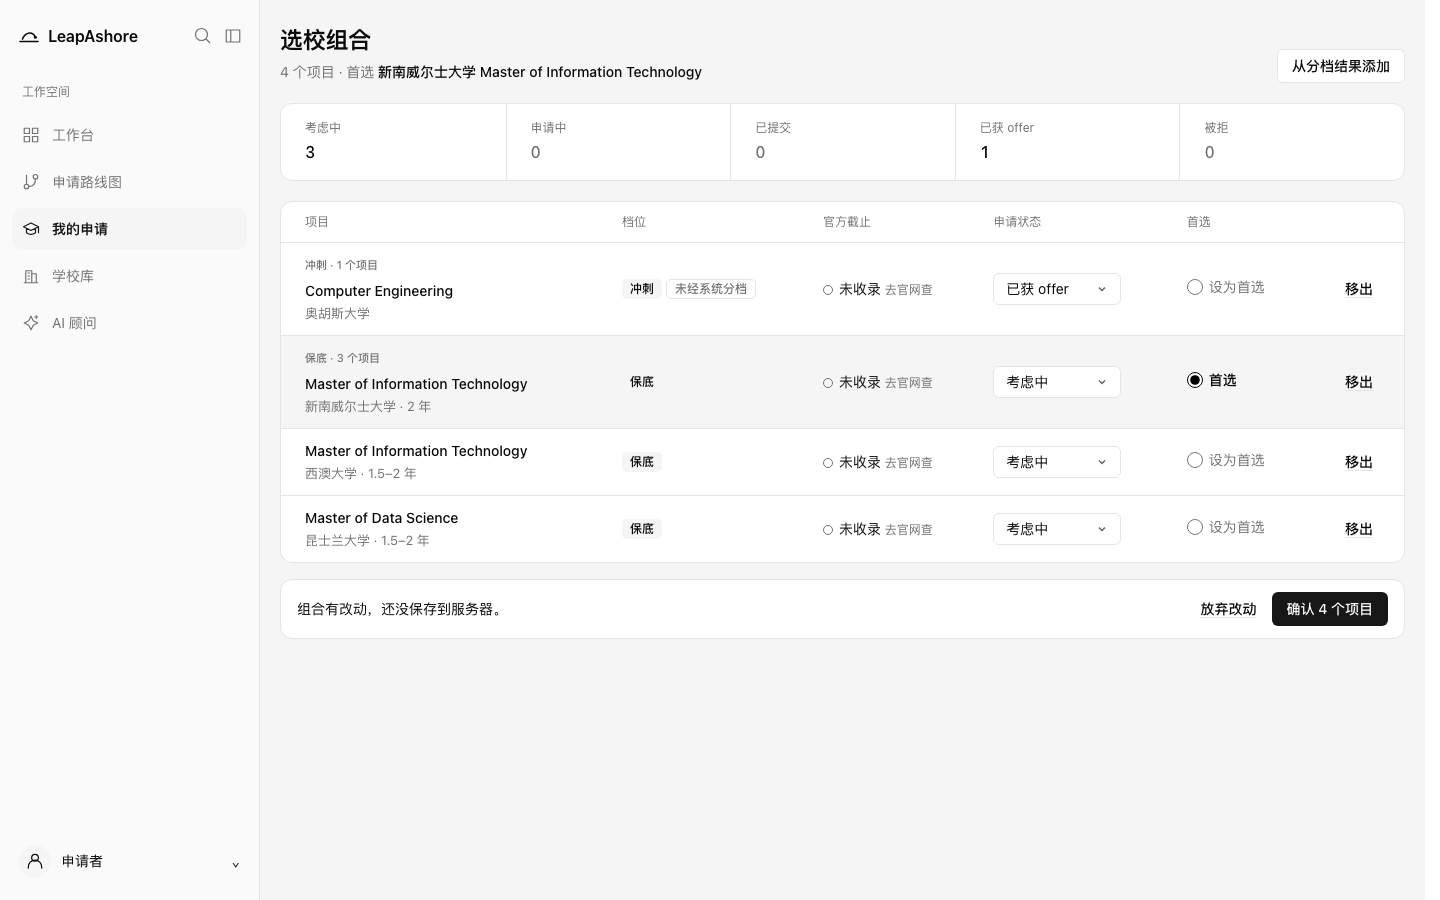 LeapAshore
工作空间
工作台
申请路线图
我的申请
学校库
AI 顾问
申请者
选校组合
4 个项目 · 首选 新南威尔士大学 Master of Information Technology
从分档结果添加
考虑中 申请中 已提交 已获 offer 被拒
3 0 0 1 0
项目 档位 官方截止 申请状态 首选
冲刺 · 1 个项目
Computer Engineering
奥胡斯大学
冲刺 未经系统分档 未收录 去官网查 已获 offer 设为首选 移出
保底 · 3 个项目
Master of Information Technology
新南威尔士大学 · 2 年
保底 未收录 去官网查 考虑中 首选 移出
Master of Information Technology
西澳大学 · 1.5–2 年
保底 未收录 去官网查 考虑中 设为首选 移出
Master of Data Science
昆士兰大学 · 1.5–2 年
保底 未收录 去官网查 考虑中 设为首选 移出
组合有改动，还没保存到服务器。 放弃改动 确认 4 个项目